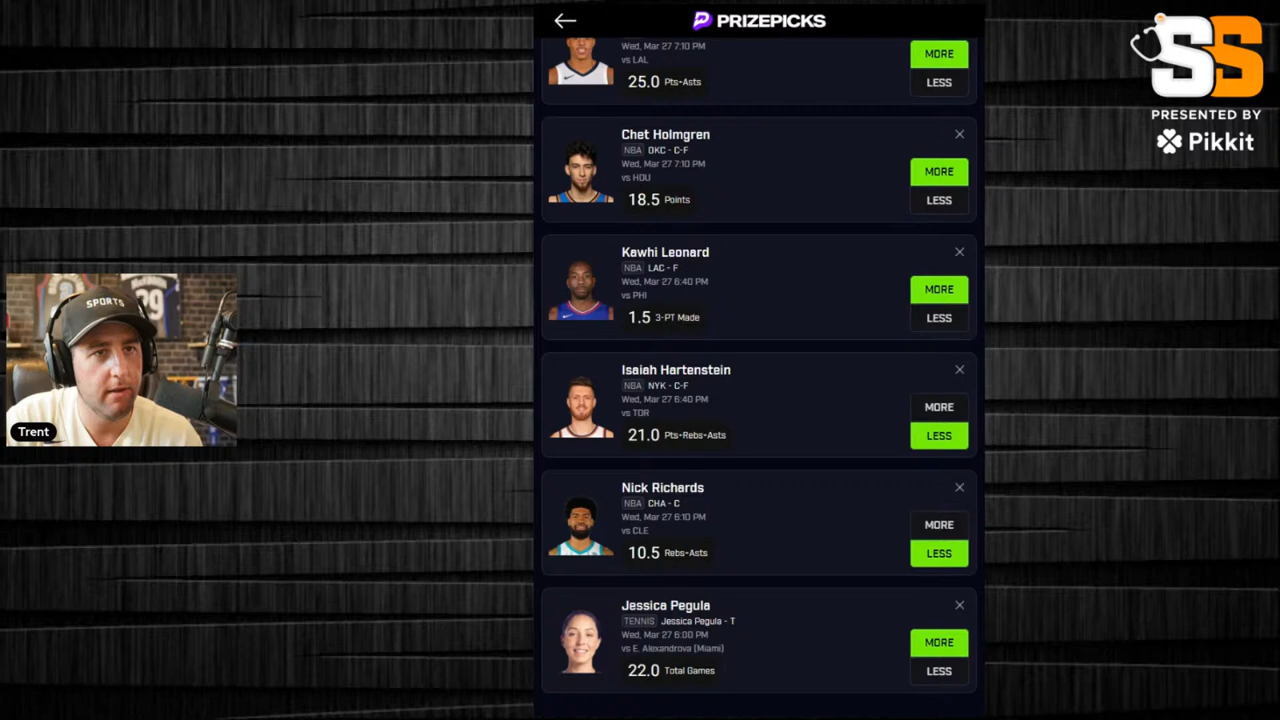 PRIZEPICKS
Wed, Mar 27 7:10 PM
vs LAL
25.0 Pts-Asts
MORE
LESS
Chet Holmgren
NBA OKC - C-F
Wed, Mar 27 7:10 PM
vs HOU
18.5 Points
MORE
LESS
Kawhi Leonard
NBA LAC - F
Wed, Mar 27 6:40 PM
vs PHI
1.5 3-PT Made
MORE
LESS
Isaiah Hartenstein
NBA NYK - C-F
Wed, Mar 27 6:40 PM
vs TOR
21.0 Pts-Rebs-Asts
MORE
LESS
Nick Richards
NBA CHA - C
Wed, Mar 27 6:10 PM
vs CLE
10.5 Rebs-Asts
MORE
LESS
Jessica Pegula
TENNIS Jessica Pegula - T
Wed, Mar 27 6:00 PM
vs E. Alexandrova (Miami)
22.0 Total Games
MORE
LESS
SPORTS
29
Trent
SS
PRESENTED BY
Pikkit